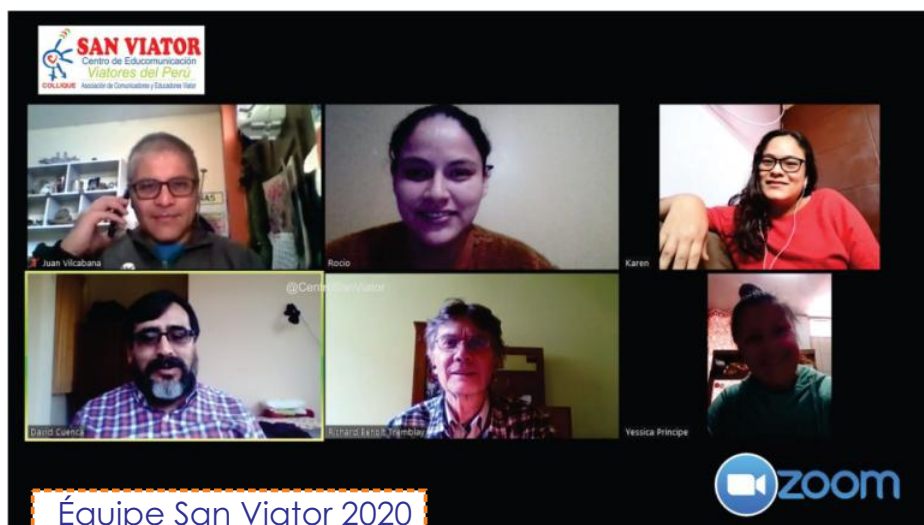 SAN VIATOR
Centro de Educomunicación
Viatores del Perú
COLLIQUE Asociación de Comunicadores y Educadores Viator
Juan Vilcabana
Rocio
Karen
@CentroSanViator
David Cuenca
Richard Benoit Tremblay
Yessica Principe
zoom
Équipe San Viator 2020